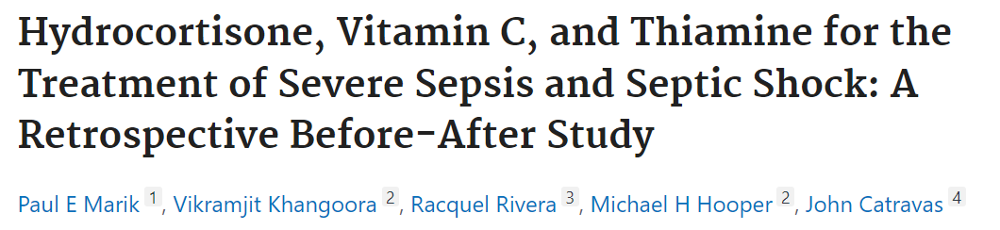 Hydrocortisone, Vitamin C, and Thiamine for the
Treatment of Severe Sepsis and Septic Shock: A
Retrospective Before-After Study
Paul E Marik 1, Vikramjit Khangoora 2, Racquel Rivera 3, Michael H Hooper 2, John Catravas 4